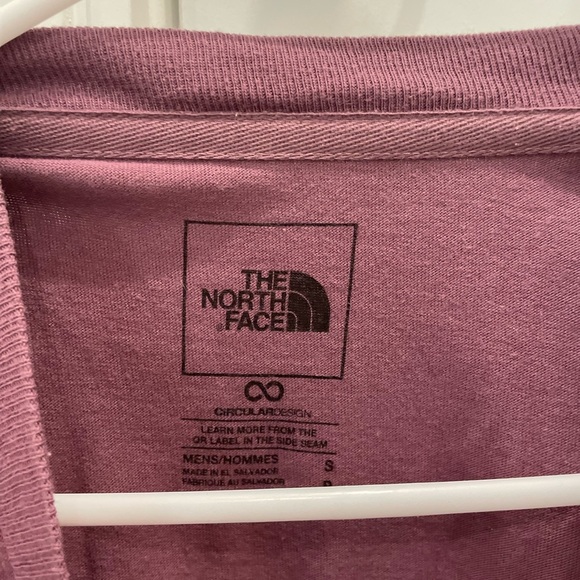 THE
NORTH
FACE
CIRCULARDESIGN
LEARN MORE FROM THE
QR LABEL IN THE SIDE SEAM
MENS/HOMMES S
MADE IN EL SALVADOR
FABRIQUE AU SALVADOR